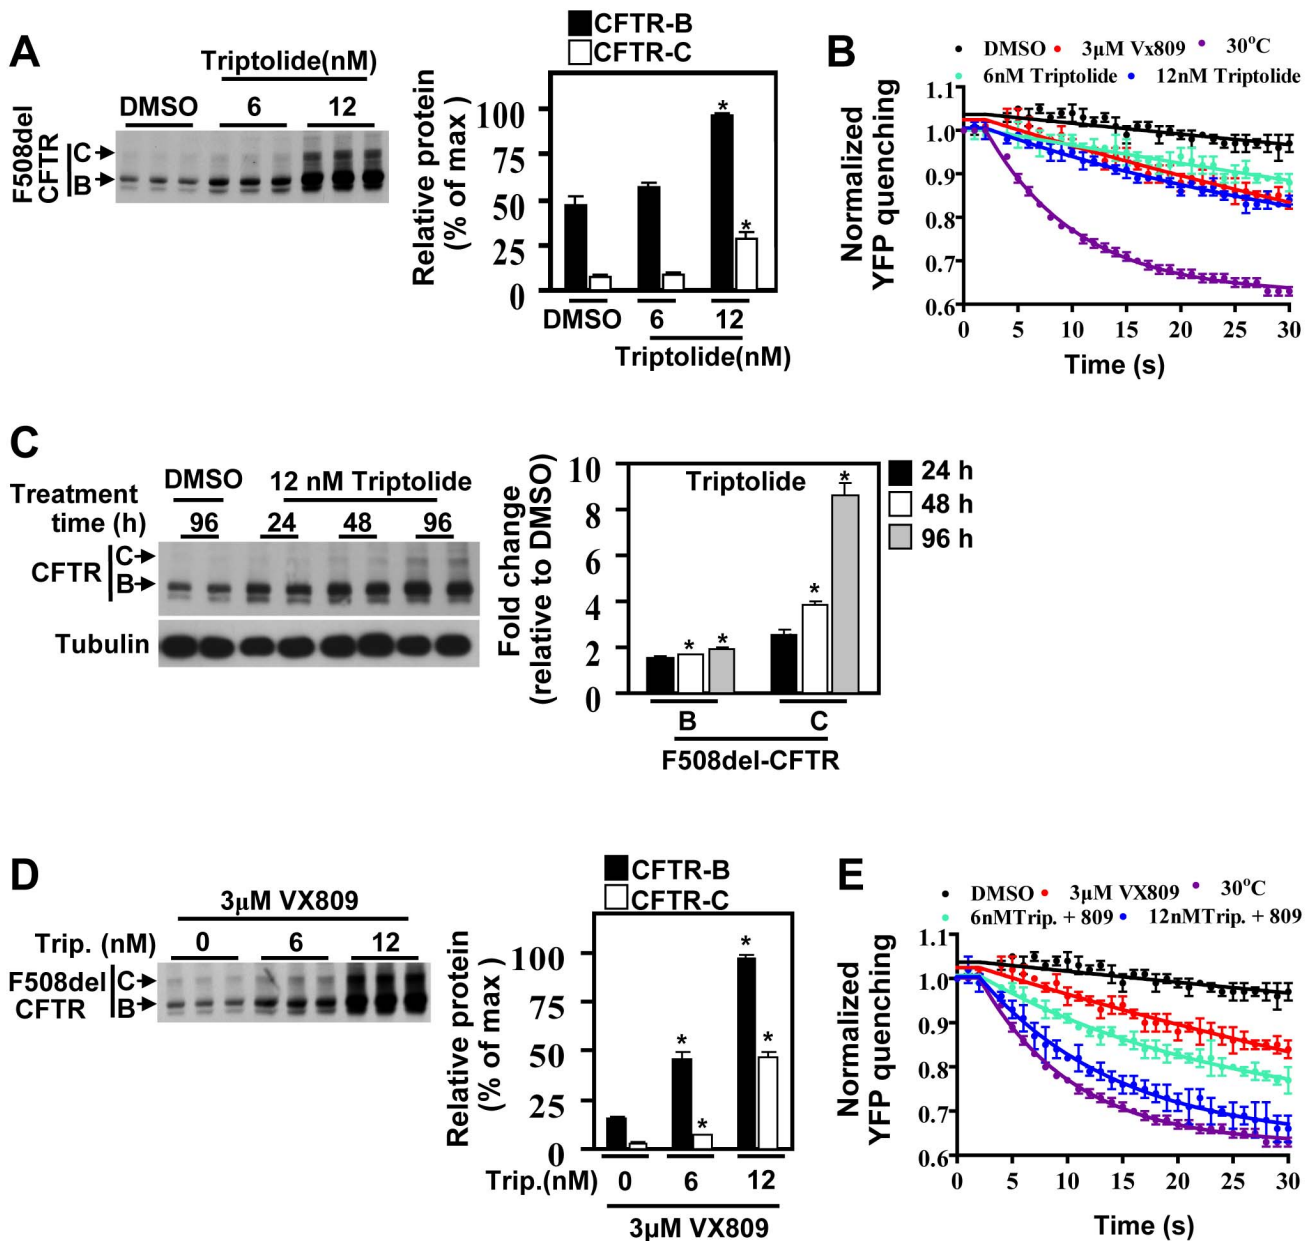 A
Triptolide(nM)
DMSO 6 12
F508del
CFTR
C
B
CFTR-B
CFTR-C
Relative protein
(% of max)
100
75
50
25
0
DMSO 6 12
Triptolide(nM)
B
DMSO 3µM Vx809 30°C
6nM Triptolide 12nM Triptolide
Normalized
YFP quenching
1.1
1.0
0.9
0.8
0.7
0.6
0 5 10 15 20 25 30
Time (s)
C
DMSO 12 nM Triptolide
Treatment
time (h) 96 24 48 96
CFTR
C
B
Tubulin
Fold change
(relative to DMSO)
10
8
6
4
2
0
Triptolide
24 h
48 h
96 h
B C
F508del-CFTR
D
3µM VX809
Trip. (nM) 0 6 12
F508del
CFTR
C
B
CFTR-B
CFTR-C
Relative protein
(% of max )
100
75
50
25
0
Trip.(nM) 0 6 12
3µM VX809
E
DMSO 3µM VX809 30°C
6nMTrip. + 809 12nMTrip. + 809
Normalized
YFP quenching
1.1
1.0
0.9
0.8
0.7
0.6
0 5 10 15 20 25 30
Time (s)